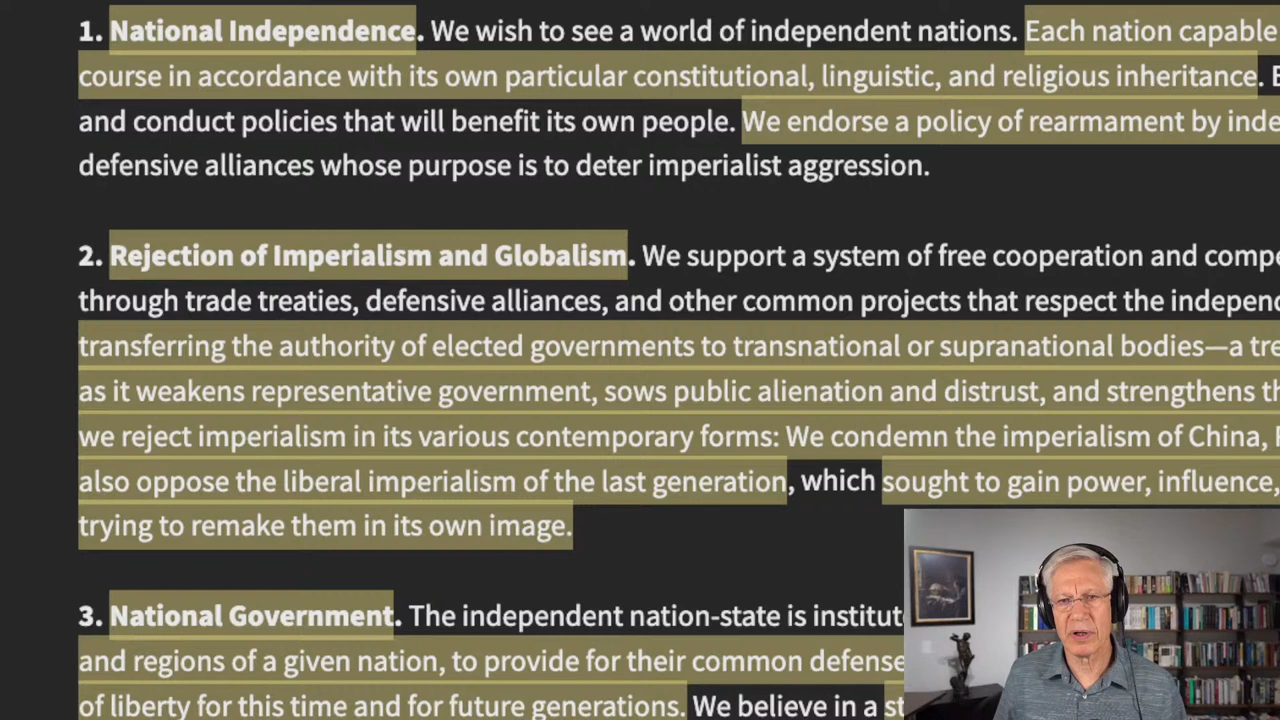 1. National Independence. We wish to see a world of independent nations. Each nation capable
course in accordance with its own particular constitutional, linguistic, and religious inheritance.
and conduct policies that will benefit its own people. We endorse a policy of rearmament by
defensive alliances whose purpose is to deter imperialist aggression.
2. Rejection of Imperialism and Globalism. We support a system of free cooperation and
through trade treaties, defensive alliances, and other common projects that respect the
transferring the authority of elected governments to transnational or supranational bodies—a
as it weakens representative government, sows public alienation and distrust, and strengthens
we reject imperialism in its various contemporary forms: We condemn the imperialism of China,
also oppose the liberal imperialism of the last generation, which sought to gain power, influence,
trying to remake them in its own image.
3. National Government. The independent nation-state is
and regions of a given nation, to provide for their common defense
of liberty for this time and for future generations. We believe in a